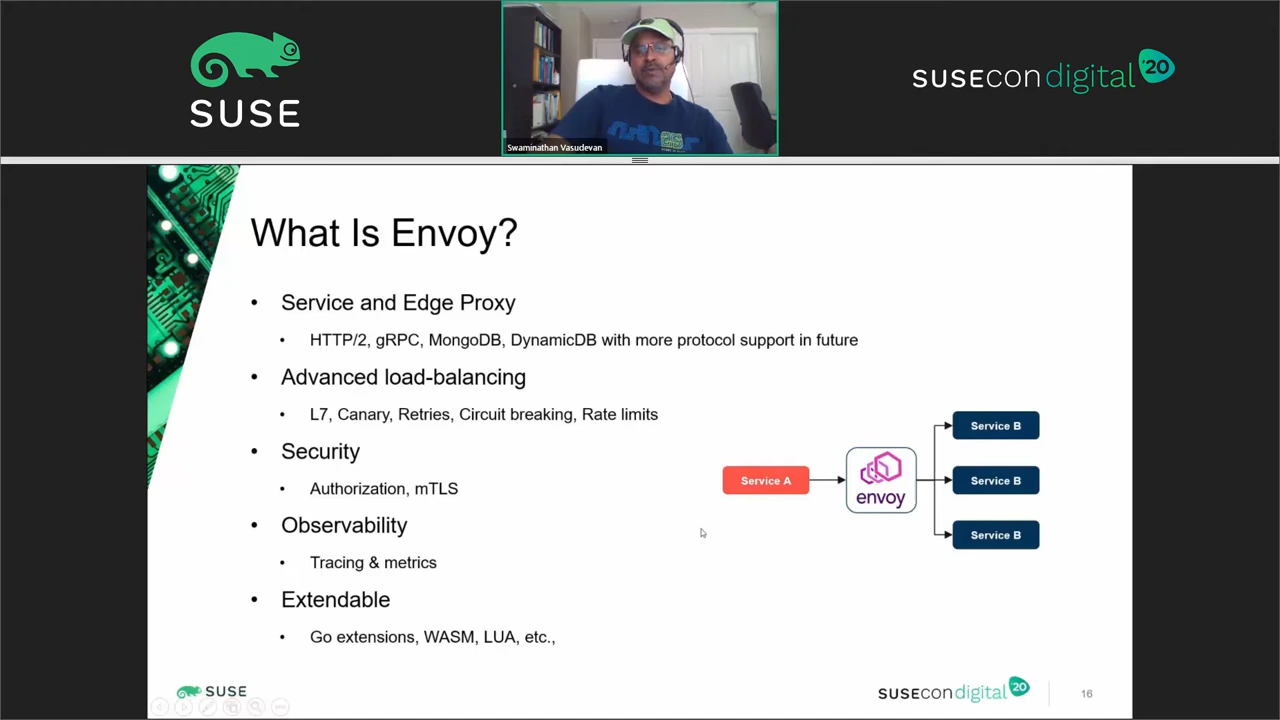 SUSE
Swaminathan Vasudevan
SUSECON digital '20
What Is Envoy?
• Service and Edge Proxy
• HTTP/2, gRPC, MongoDB, DynamicDB with more protocol support in future
• Advanced load-balancing
• L7, Canary, Retries, Circuit breaking, Rate limits
• Security
• Authorization, mTLS
• Observability
• Tracing & metrics
• Extendable
• Go extensions, WASM, LUA, etc.,
Service A
envoy
Service B
Service B
Service B
SUSE
SUSECON digital '20
16